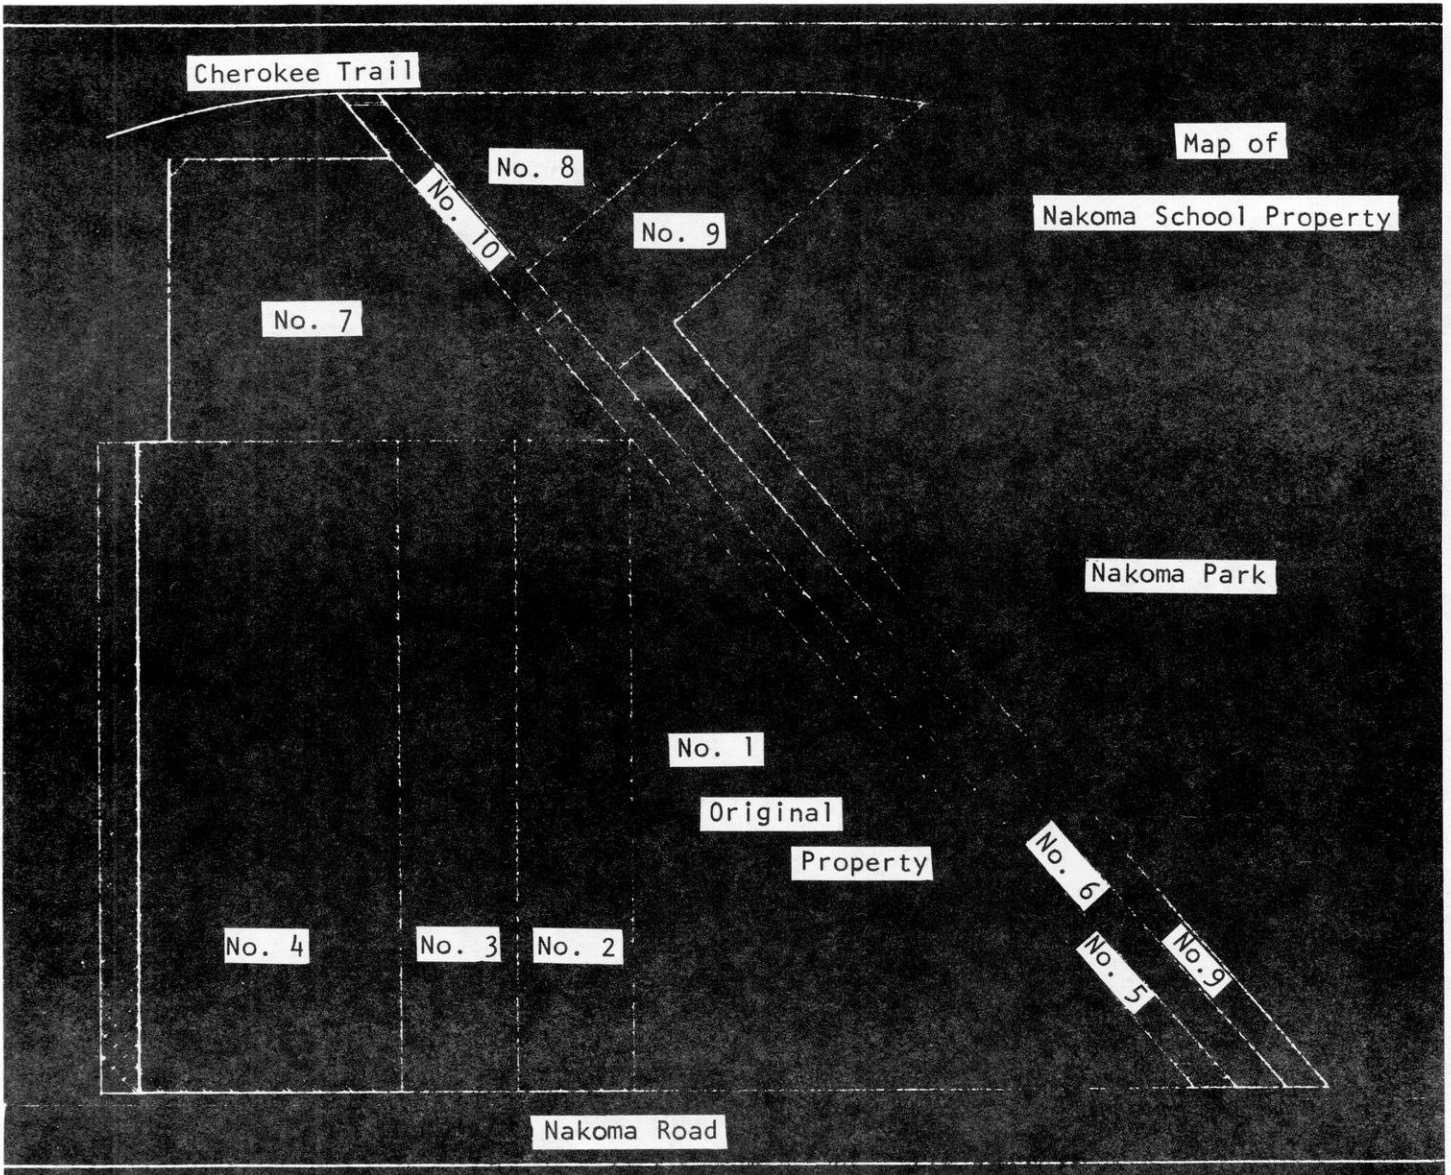 Cherokee Trail
Map of
Nakoma School Property
No. 8
No. 10
No. 9
No. 7
Nakoma Park
No. 1
Original
Property
No. 6
No. 4
No. 3
No. 2
No. 5
No.9
Nakoma Road